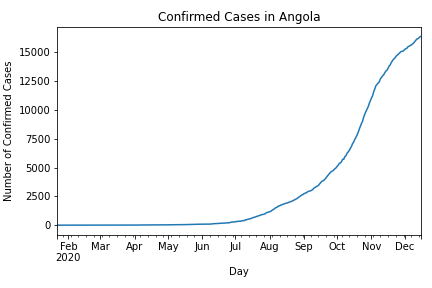 Confirmed Cases in Angola
Number of Confirmed Cases
15000
12500
10000
7500
5000
2500
0
Feb Mar Apr May Jun Jul Aug Sep Oct Nov Dec
2020
Day